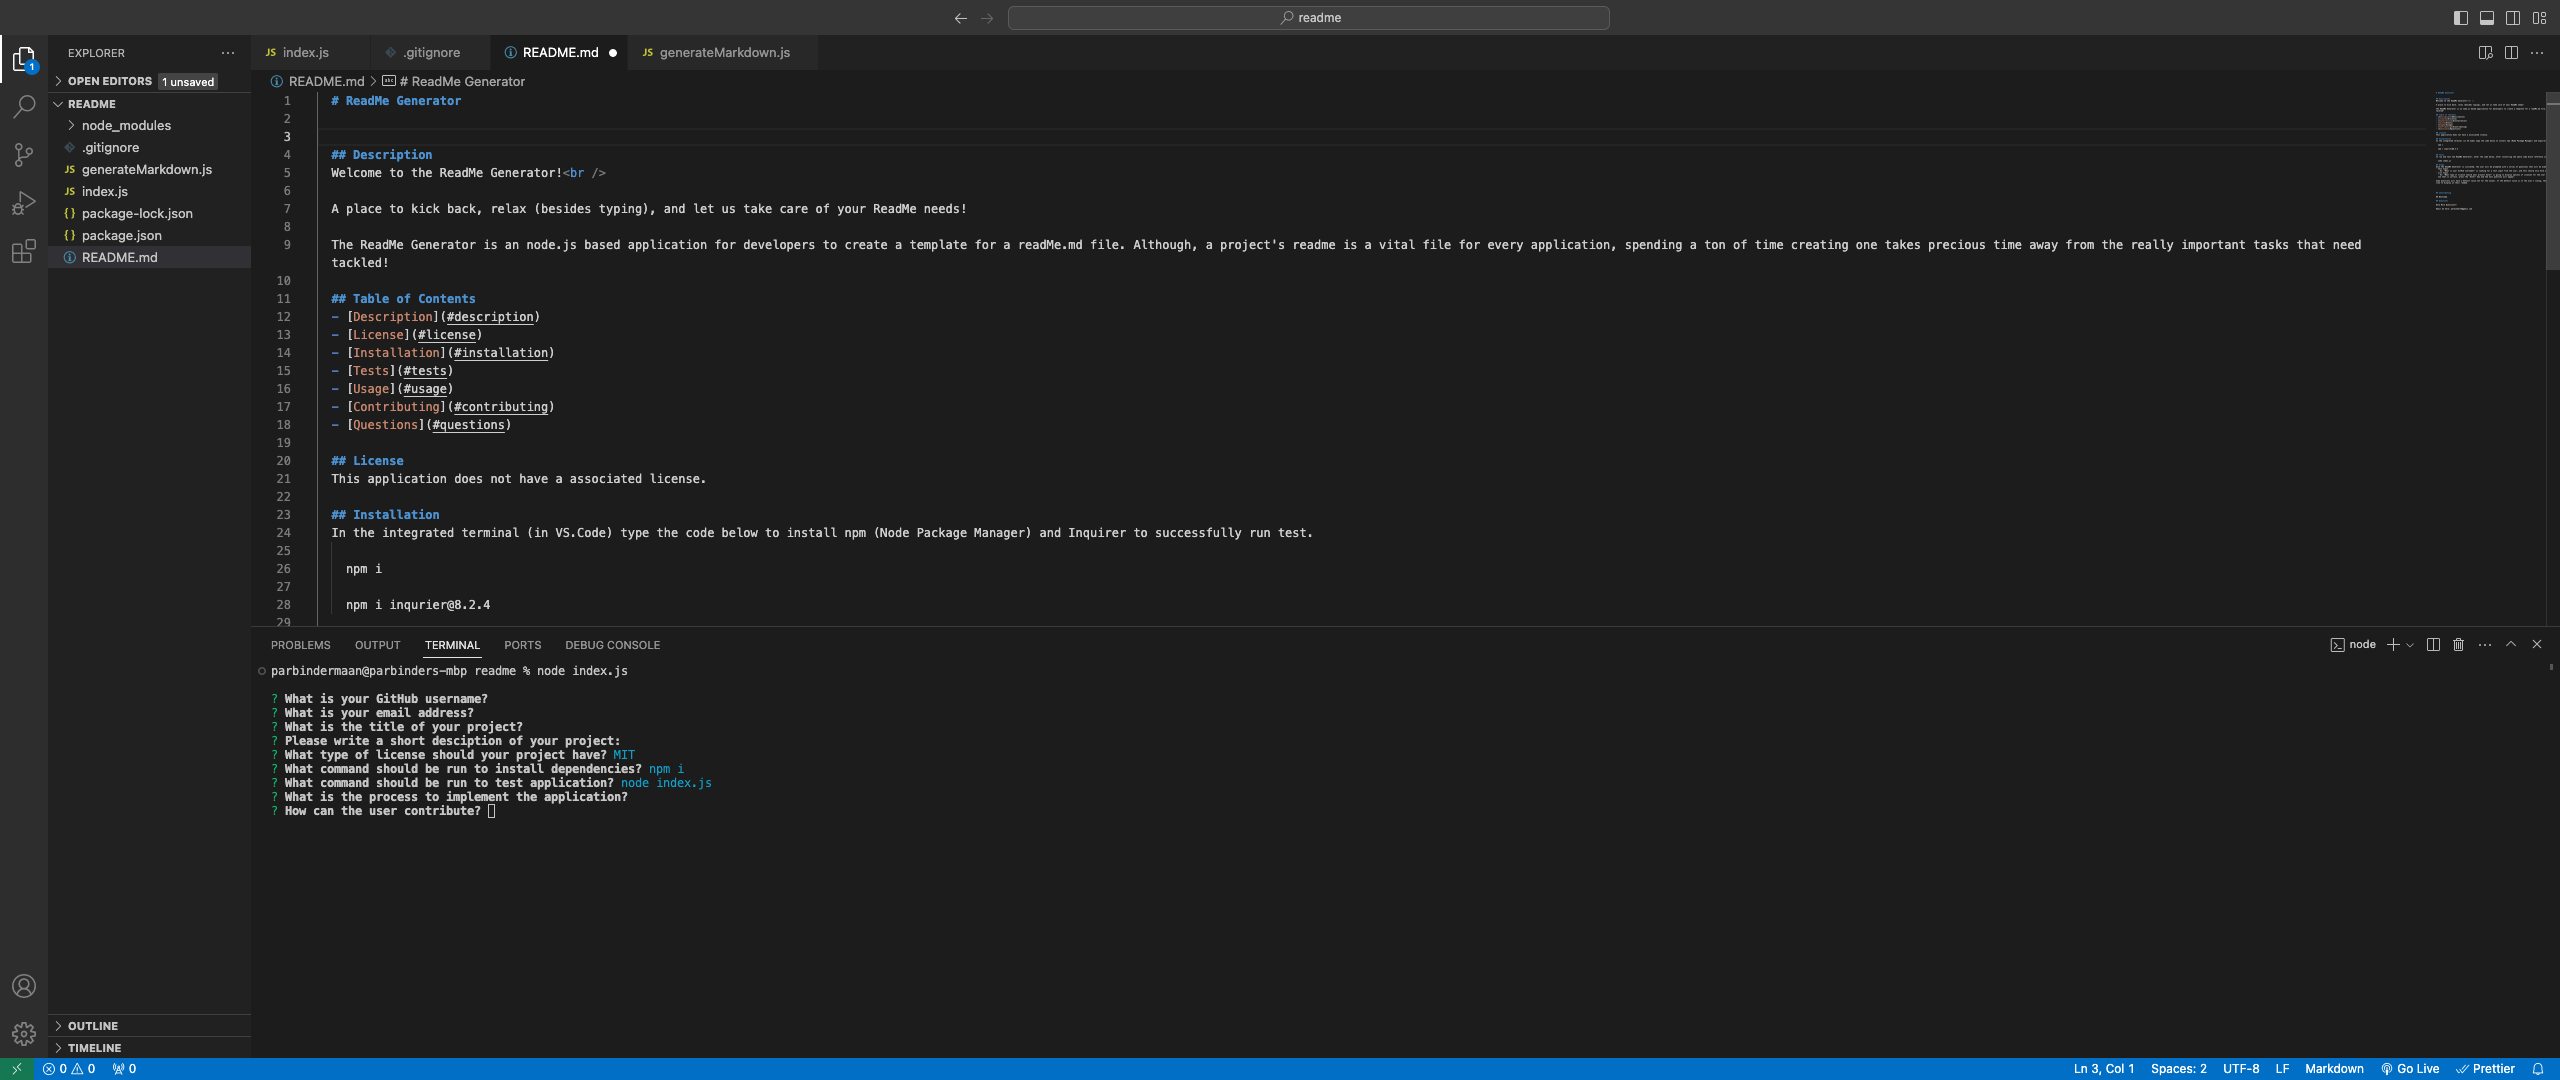 readme
EXPLORER
OPEN EDITORS 1 unsaved
README
node_modules
.gitignore
JS generateMarkdown.js
JS index.js
{} package-lock.json
{} package.json
README.md
OUTLINE
TIMELINE
JS index.js
.gitignore
README.md
JS generateMarkdown.js
README.md > # ReadMe Generator
1 # ReadMe Generator
2
3
4 ## Description
5 Welcome to the ReadMe Generator!<br />
6
7 A place to kick back, relax (besides typing), and let us take care of your ReadMe needs!
8
9 The ReadMe Generator is an node.js based application for developers to create a template for a readMe.md file. Although, a project's readme is a vital file for every application, spending a ton of time creating one takes precious time away from the really important tasks that need
tackled!
10
11 ## Table of Contents
12 - [Description](#description)
13 - [License](#license)
14 - [Installation](#installation)
15 - [Tests](#tests)
16 - [Usage](#usage)
17 - [Contributing](#contributing)
18 - [Questions](#questions)
19
20 ## License
21 This application does not have a associated license.
22
23 ## Installation
24 In the integrated terminal (in VS.Code) type the code below to install npm (Node Package Manager) and Inquirer to successfully run test.
25
26 npm i
27
28 npm i inqurier@8.2.4
29
PROBLEMS OUTPUT TERMINAL PORTS DEBUG CONSOLE
node
parbindermaan@parbinders-mbp readme % node index.js
? What is your GitHub username?
? What is your email address?
? What is the title of your project?
? Please write a short desciption of your project:
? What type of license should your project have? MIT
? What command should be run to install dependencies? npm i
? What command should be run to test application? node index.js
? What is the process to implement the application?
? How can the user contribute?
0 0 0
Ln 3, Col 1 Spaces: 2 UTF-8 LF Markdown Go Live Prettier